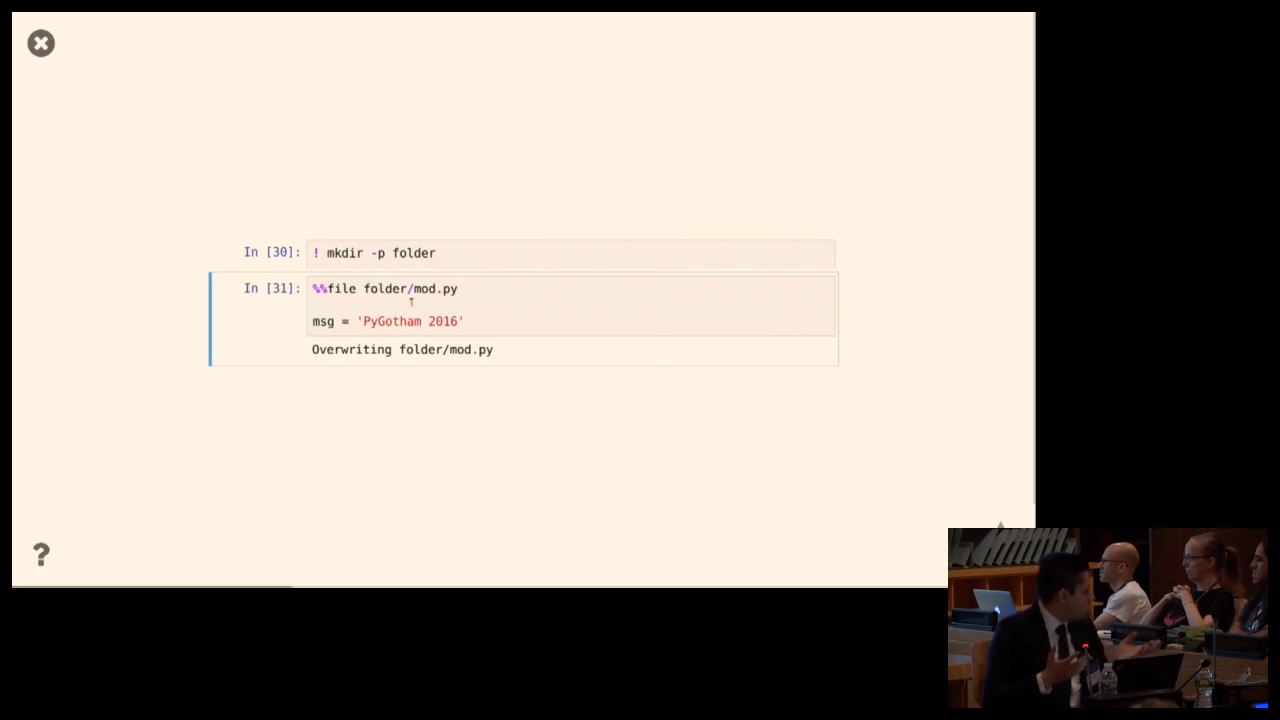 In [30]: ! mkdir -p folder
In [31]: %%file folder/mod.py
msg = 'PyGotham 2016'
Overwriting folder/mod.py
?